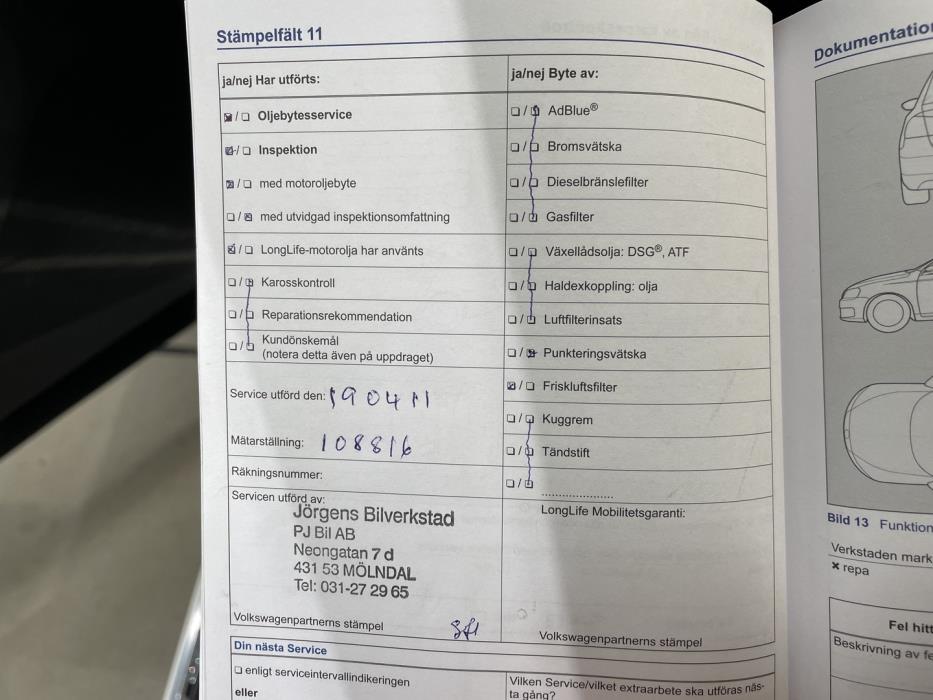 Stämpelfält 11
ja/nej Har utförts:
Oljebytesservice
Inspektion
med motoroljebyte
med utvidgad inspektionsomfattning
LongLife-motorolja har använts
Karosskontroll
Reparationsrekommendation
Kundönskemål
(notera detta även på uppdraget)
Service utförd den: 190411
Mätarställning: 108816
Räkningsnummer:
Servicen utförd av:
Jörgens Bilverkstad
PJ Bil AB
Neongatan 7 d
431 53 MÖLNDAL
Tel: 031-27 29 65
Volkswagenpartnerns stämpel
ja/nej Byte av:
AdBlue®
Bromsvätska
Dieselbränslefilter
Gasfilter
Växellådsolja: DSG®, ATF
Haldexkoppling: olja
Luftfilterinsats
Punkteringsvätska
Friskluftsfilter
Kuggrem
Tändstift
LongLife Mobilitetsgaranti:
Volkswagenpartnerns stämpel
Din nästa Service
enligt serviceintervallindikeringen
eller
Vilken Service/vilket extraarbete ska utföras näs-
ta gång?
Dokumentatio
Bild 13 Funktion
Verkstaden mark
× repa
Fel hitt
Beskrivning av fe